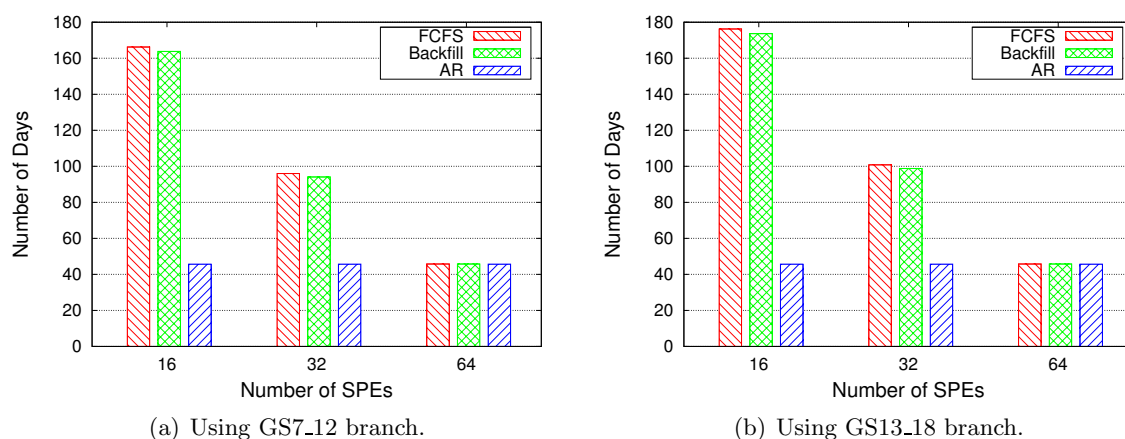 180
160
140
120
100
80
60
40
20
0
Number of Days
FCFS
Backfill
AR
16
32
64
Number of SPEs
(a) Using GS7_12 branch.
180
160
140
120
100
80
60
40
20
0
Number of Days
FCFS
Backfill
AR
16
32
64
Number of SPEs
(b) Using GS13_18 branch.